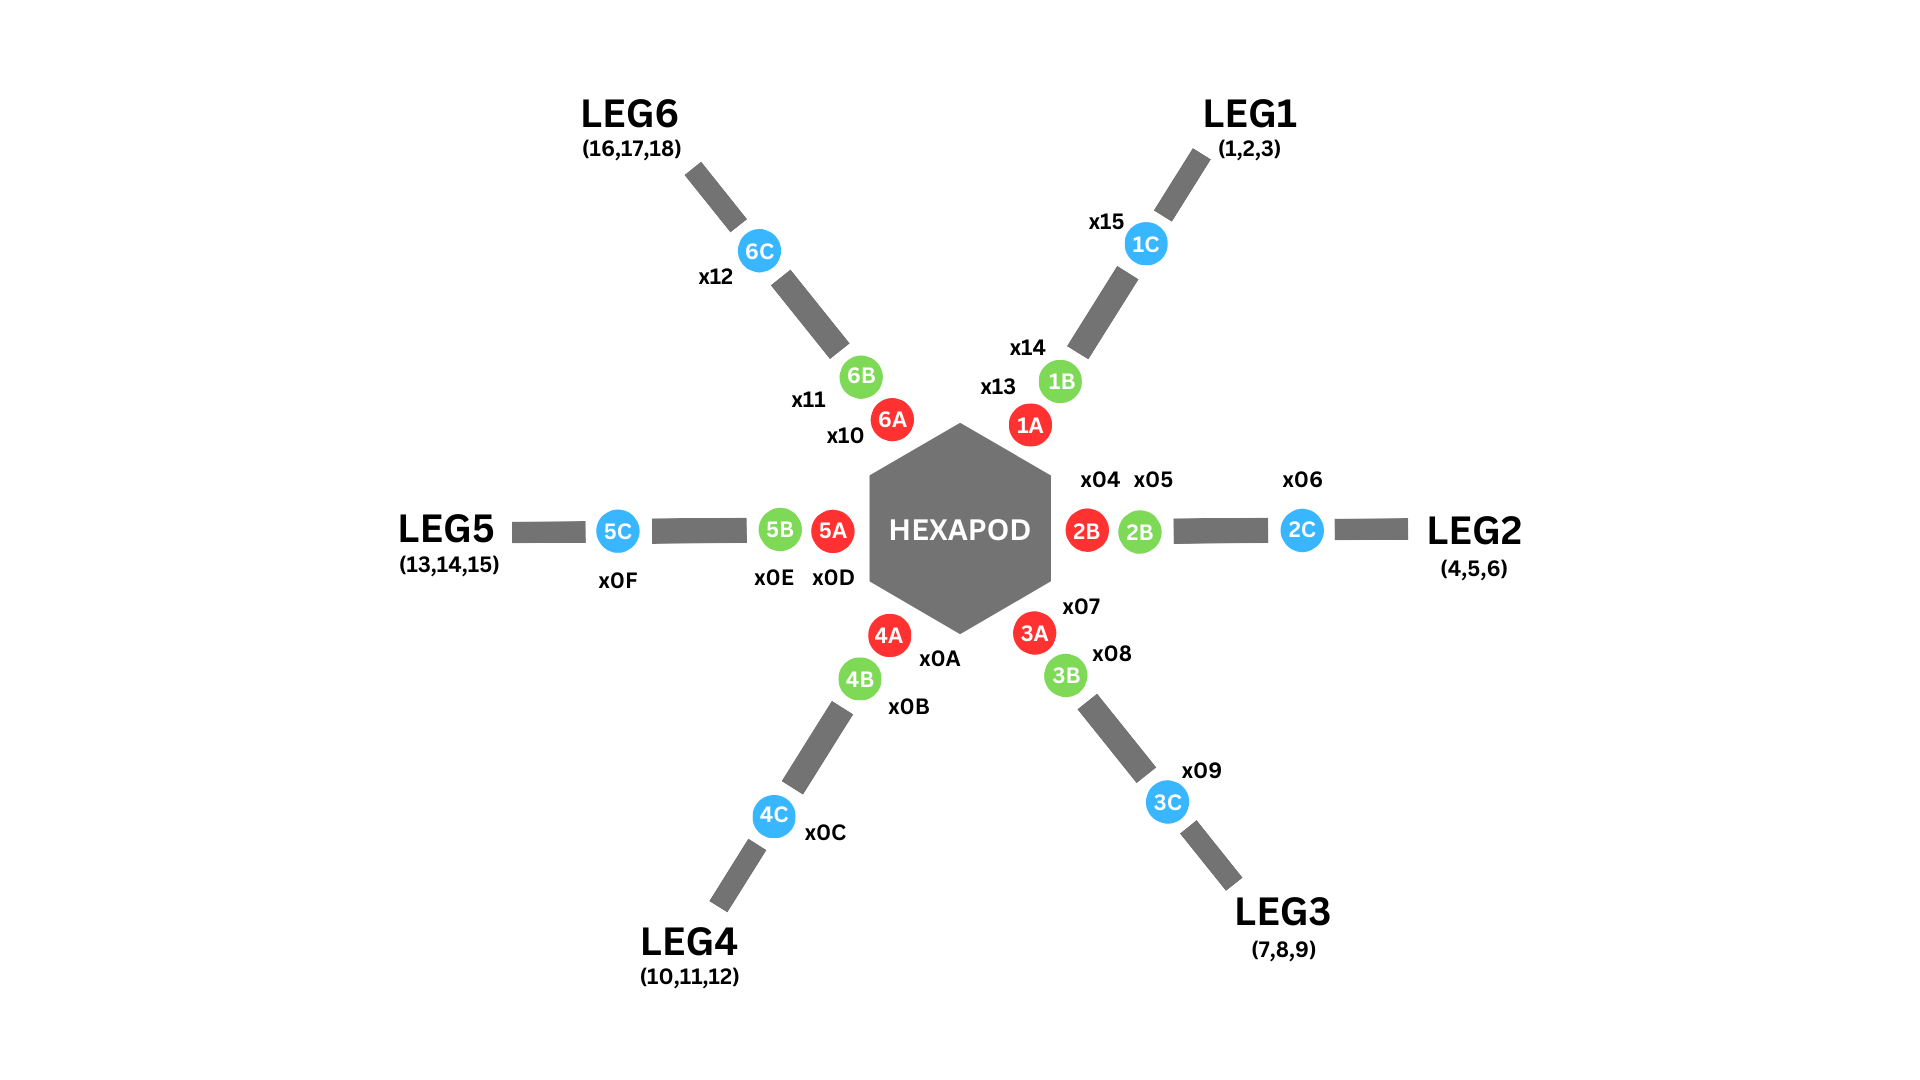 LEG6
(16,17,18)
LEG1
(1,2,3)
x15
1C
6C
x12
x14
x13
1B
1A
6B
x11
6A
x10
x04 x05
x06
LEG5
(13,14,15)
5C
5B
5A
x0F
x0E
x0D
HEXAPOD
2B
2B
2C
LEG2
(4,5,6)
4A
x0A
4B
x0B
3A
x07
3B
x08
x09
3C
4C
x0C
LEG3
(7,8,9)
LEG4
(10,11,12)